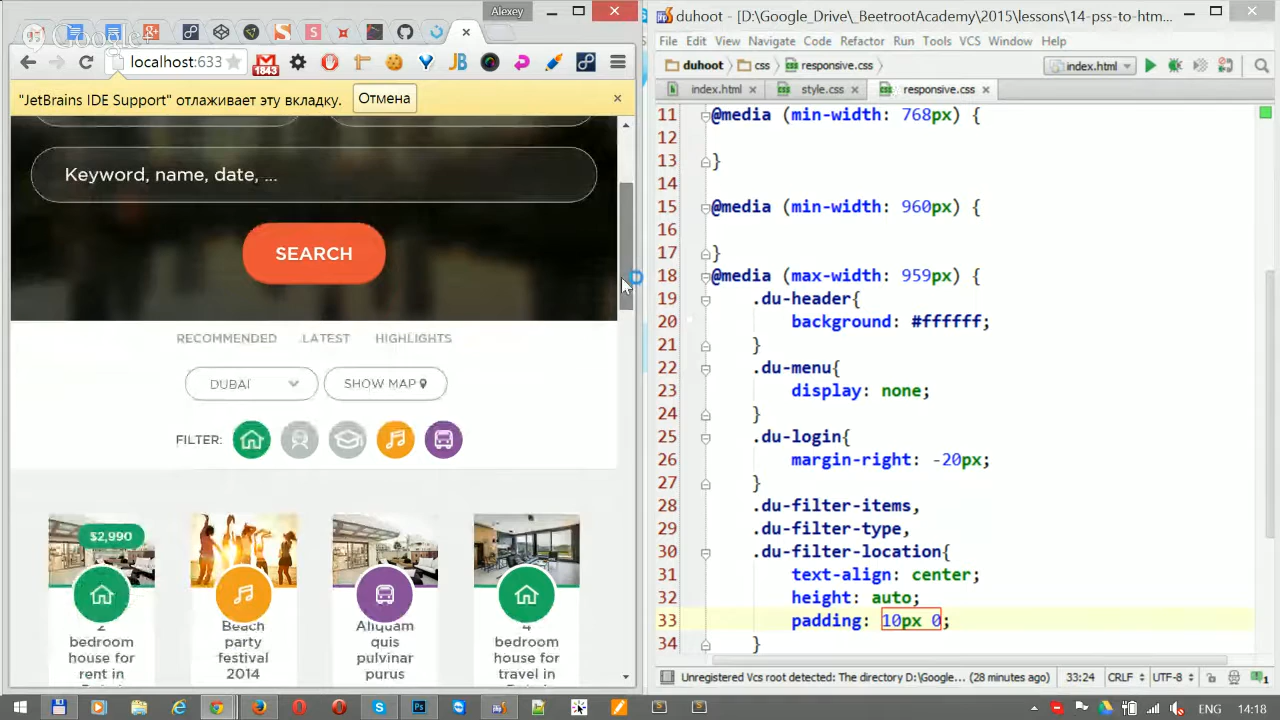 Alexey
Google+
localhost:633
1843
JB
"JetBrains IDE Support" отлаживает эту вкладку.
Отмена
Keyword, name, date, ...
SEARCH
RECOMMENDED LATEST HIGHLIGHTS
DUBAI
SHOW MAP
FILTER:
$2,990
2
bedroom
house for
rent in
Beach
party
festival
2014
Aliquam
quis
pulvinar
purus
4
bedroom
house for
travel in
duhoot - [D:\Google_Drive\_BeetrootAcademy\2015\lessons\14-pss-to-htm...
File Edit View Navigate Code Refactor Run Tools VCS Window Help
duhoot css responsive.css
index.html
index.html style.css responsive.css
11 @media (min-width: 768px) {
12
13 }
14
15 @media (min-width: 960px) {
16
17 }
18 @media (max-width: 959px) {
19 .du-header{
20 background: #ffffff;
21 }
22 .du-menu{
23 display: none;
24 }
25 .du-login{
26 margin-right: -20px;
27 }
28 .du-filter-items,
29 .du-filter-type,
30 .du-filter-location{
31 text-align: center;
32 height: auto;
33 padding: 10px 0;
34 }
Unregistered Vcs root detected: The directory D:\Google... (28 minutes ago) 33:24 CRLF UTF-8 1
ENG 14:18